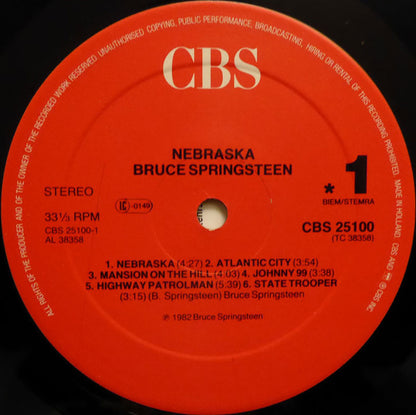 ALL RIGHTS OF THE PRODUCER AND OF THE OWNER OF THE RECORDED WORK RESERVED. UNAUTHORISED COPYING, PUBLIC PERFORMANCE, BROADCASTING, HIRING OR RENTAL OF THIS RECORDING PROHIBITED. MADE IN HOLLAND. CBS AND CBS INC
CBS
NEBRASKA
BRUCE SPRINGSTEEN
STEREO
LC -0149
* 1
BIEM/STEMRA
33⅓ RPM
CBS 25100-1
AL 38358
CBS 25100
(TC 38358)
1. NEBRASKA (4:27) 2. ATLANTIC CITY (3:54)
3. MANSION ON THE HILL (4.03) 4. JOHNNY 99 (3:38)
5. HIGHWAY PATROLMAN (5:39) 6. STATE TROOPER
(3:15) (B. Springsteen) Bruce Springsteen
℗ 1982 Bruce Springsteen